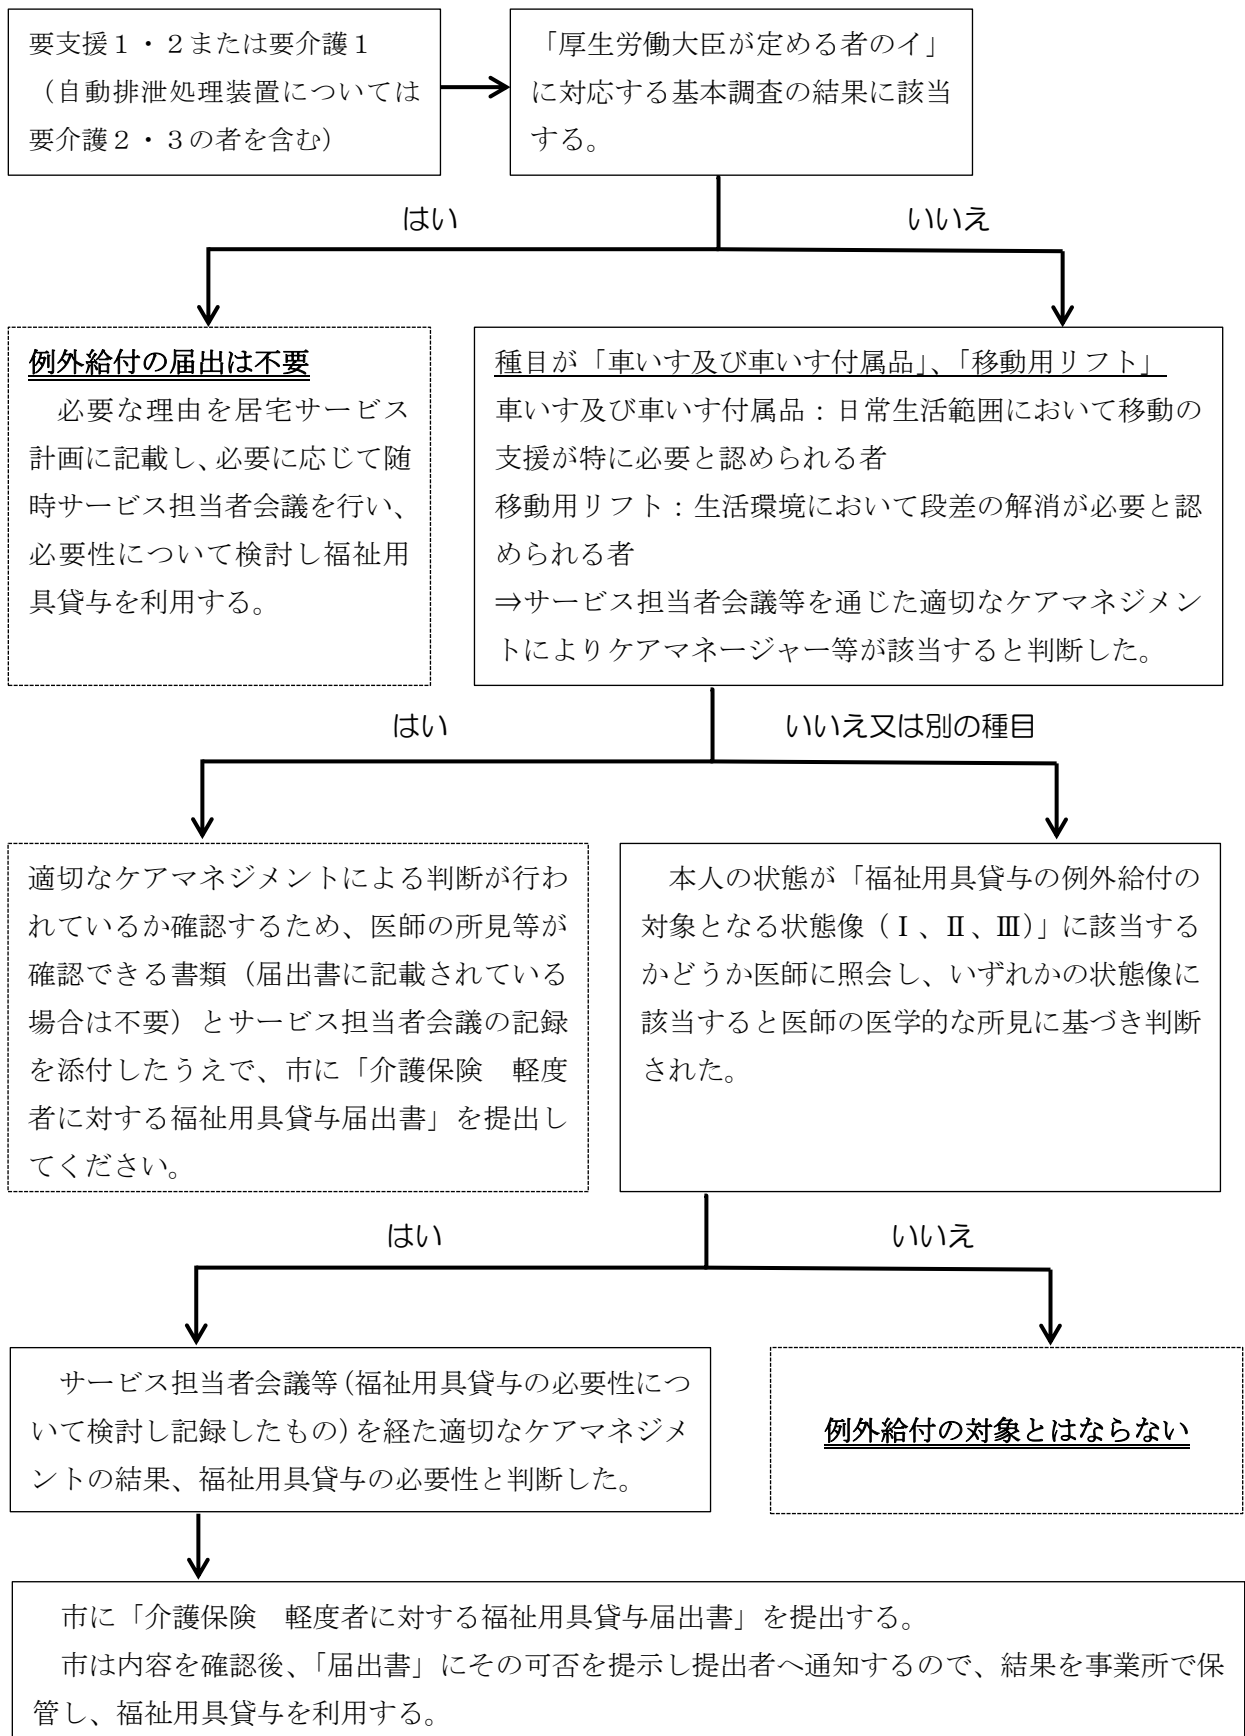 要支援１・２または要介護１
（自動排泄処理装置については
要介護２・３の者を含む）
「厚生労働大臣が定める者のイ」
に対応する基本調査の結果に該当
する。
はい
いいえ
例外給付の届出は不要
必要な理由を居宅サービス
計画に記載し、必要に応じて随
時サービス担当者会議を行い、
必要性について検討し福祉用
具貸与を利用する。
種目が「車いす及び車いす付属品」、「移動用リフト」
車いす及び車いす付属品：日常生活範囲において移動の
支援が特に必要と認められる者
移動用リフト：生活環境において段差の解消が必要と認
められる者
⇒サービス担当者会議等を通じた適切なケアマネジメン
トによりケアマネージャー等が該当すると判断した。
はい
いいえ又は別の種目
適切なケアマネジメントによる判断が行わ
れているか確認するため、医師の所見等が
確認できる書類（届出書に記載されている
場合は不要）とサービス担当者会議の記録
を添付したうえで、市に「介護保険　軽度
者に対する福祉用具貸与届出書」を提出し
てください。
本人の状態が「福祉用具貸与の例外給付の
対象となる状態像（Ⅰ、Ⅱ、Ⅲ）」に該当する
かどうか医師に照会し、いずれかの状態像に
該当すると医師の医学的な所見に基づき判断
された。
はい
いいえ
サービス担当者会議等（福祉用具貸与の必要性につ
いて検討し記録したもの）を経た適切なケアマネジメ
ントの結果、福祉用具貸与の必要性と判断した。
例外給付の対象とはならない
市に「介護保険　軽度者に対する福祉用具貸与届出書」を提出する。
市は内容を確認後、「届出書」にその可否を提示し提出者へ通知するので、結果を事業所で保
管し、福祉用具貸与を利用する。